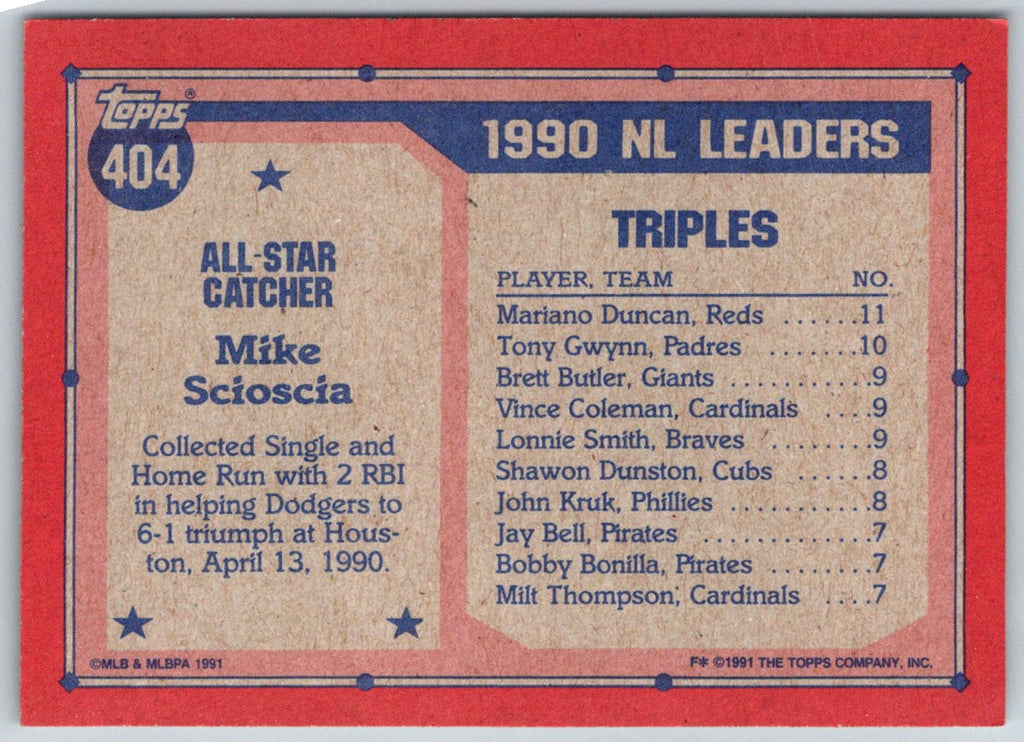 Topps®
404
ALL-STAR
CATCHER
Mike
Scioscia
Collected Single and
Home Run with 2 RBI
in helping Dodgers to
6-1 triumph at Hous-
ton, April 13, 1990.
©MLB & MLBPA 1991
1990 NL LEADERS
TRIPLES
PLAYER, TEAM NO.
Mariano Duncan, Reds ......11
Tony Gwynn, Padres .......10
Brett Butler, Giants ..........9
Vince Coleman, Cardinals ....9
Lonnie Smith, Braves ........9
Shawon Dunston, Cubs ......8
John Kruk, Phillies ..........8
Jay Bell, Pirates ............7
Bobby Bonilla, Pirates .......7
Milt Thompson, Cardinals ....7
F* ©1991 THE TOPPS COMPANY, INC.